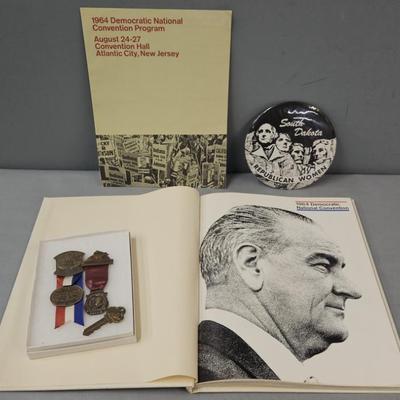 1964 Democratic National
Convention Program
August 24-27
Convention Hall
Atlantic City, New Jersey
South
Dakota
REPUBLICAN WOMEN
1964 Democratic
National Convention